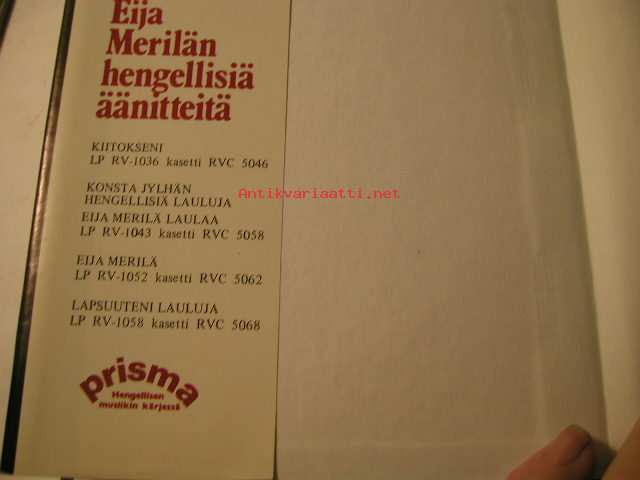 Eija
Merilän
hengellisiä
äänitteitä
KIITOKSENI
LP RV-1036 kasetti RVC 5046
KONSTA JYLHÄN
HENGELLISIÄ LAULUJA
EIJA MERILÄ LAULAA
LP RV-1043 kasetti RVC 5058
EIJA MERILÄ
LP RV-1052 kasetti RVC 5062
LAPSUUTENI LAULUJA
LP RV-1058 kasetti RVC 5068
prisma
Hengellisen
musiikin kärjessä
Antikvariaatti.net